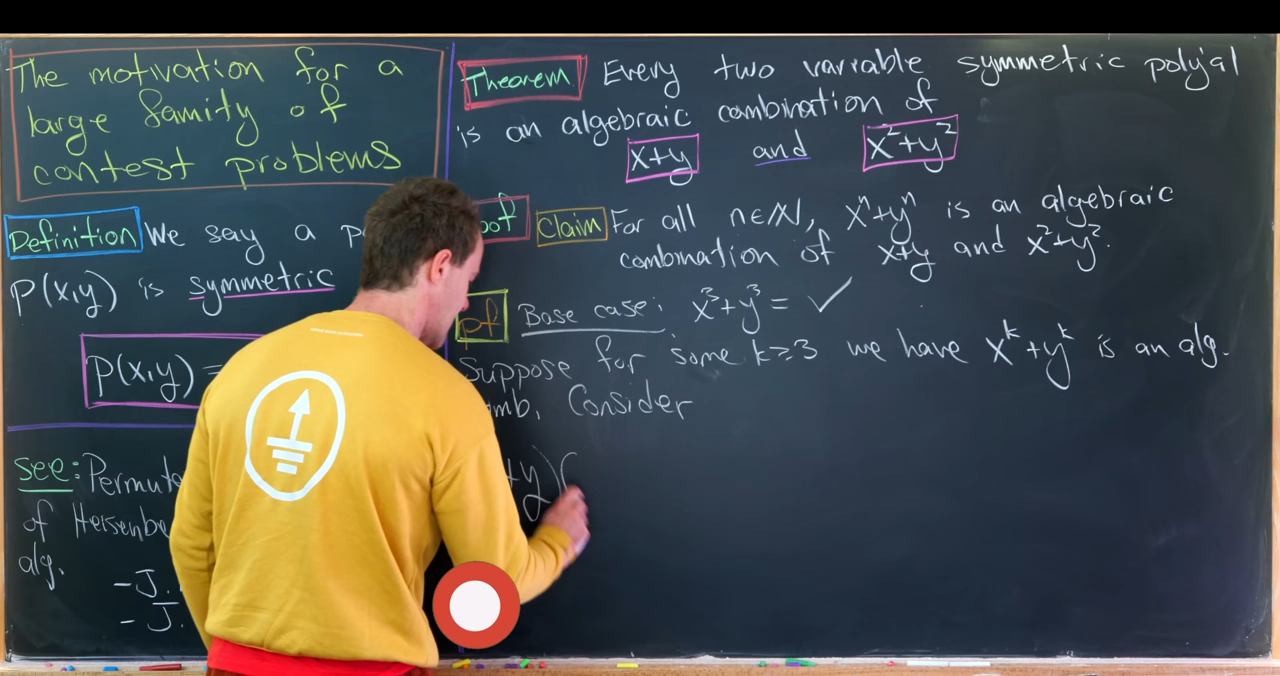 The motivation for a
large family of
contest problems
Definition We say a
P(x,y) is symmetric
P(x,y) =
see: Permut
of Heisenbe
alg.
- J.
- J.
Theorem Every two variable symmetric polyal
is an algebraic combination of
x+y and x²+y²
oof Claim For all n∈ℕ, xⁿ+yⁿ is an algebraic
combination of x+y and x²+y².
pf Base case: x³+y³= ✓
Suppose for some k≥3 we have xᵏ+yᵏ is an alg.
mb. Consider
+y)(